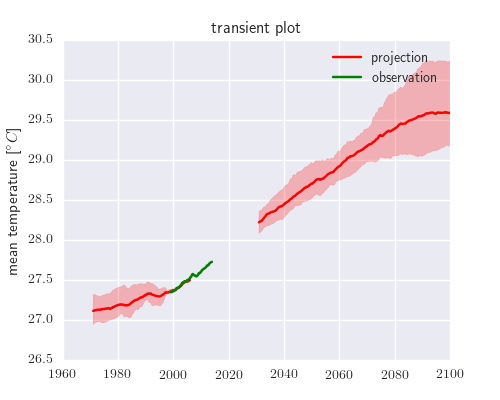 transient plot
projection
observation
mean temperature [°C]
30.5
30.0
29.5
29.0
28.5
28.0
27.5
27.0
26.5
1960 1980 2000 2020 2040 2060 2080 2100